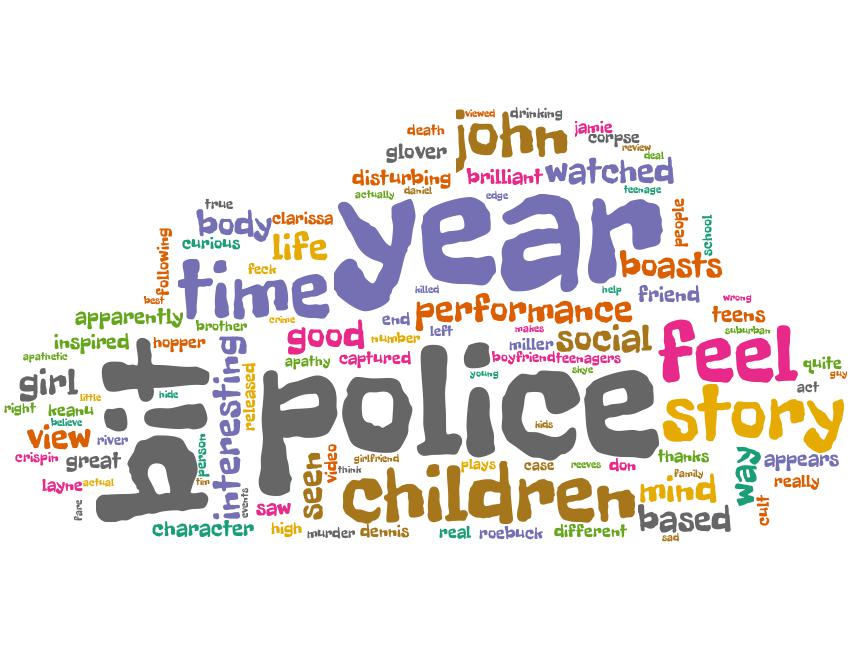 viewed drinking
death john jamie
glover corpse
review
deal
disturbing brilliant watched
actually daniel edge teenage
true year people
body clarissa school
curious life
following feck boasts
time killed help friend
best performance wrong
apparently crime teens
brother end left makes suburban
inspired hopper good number miller social feel
apathetic bit interesting apathy captured boyfriend teenagers quite
girl police young skye guy
little hide released act
right keanu story
believe
view river kids
crispin great person seen video girlfriend plays case reeves don thanks way appears
think family
layne actual tim children mind really
fare events saw based cult
character high murder dennis real roebuck different
sad